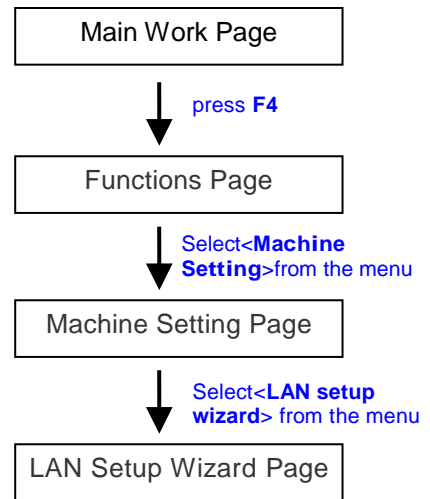 Main Work Page
press F4
Functions Page
Select<Machine
Setting>from the menu
Machine Setting Page
Select<LAN setup
wizard> from the menu
LAN Setup Wizard Page